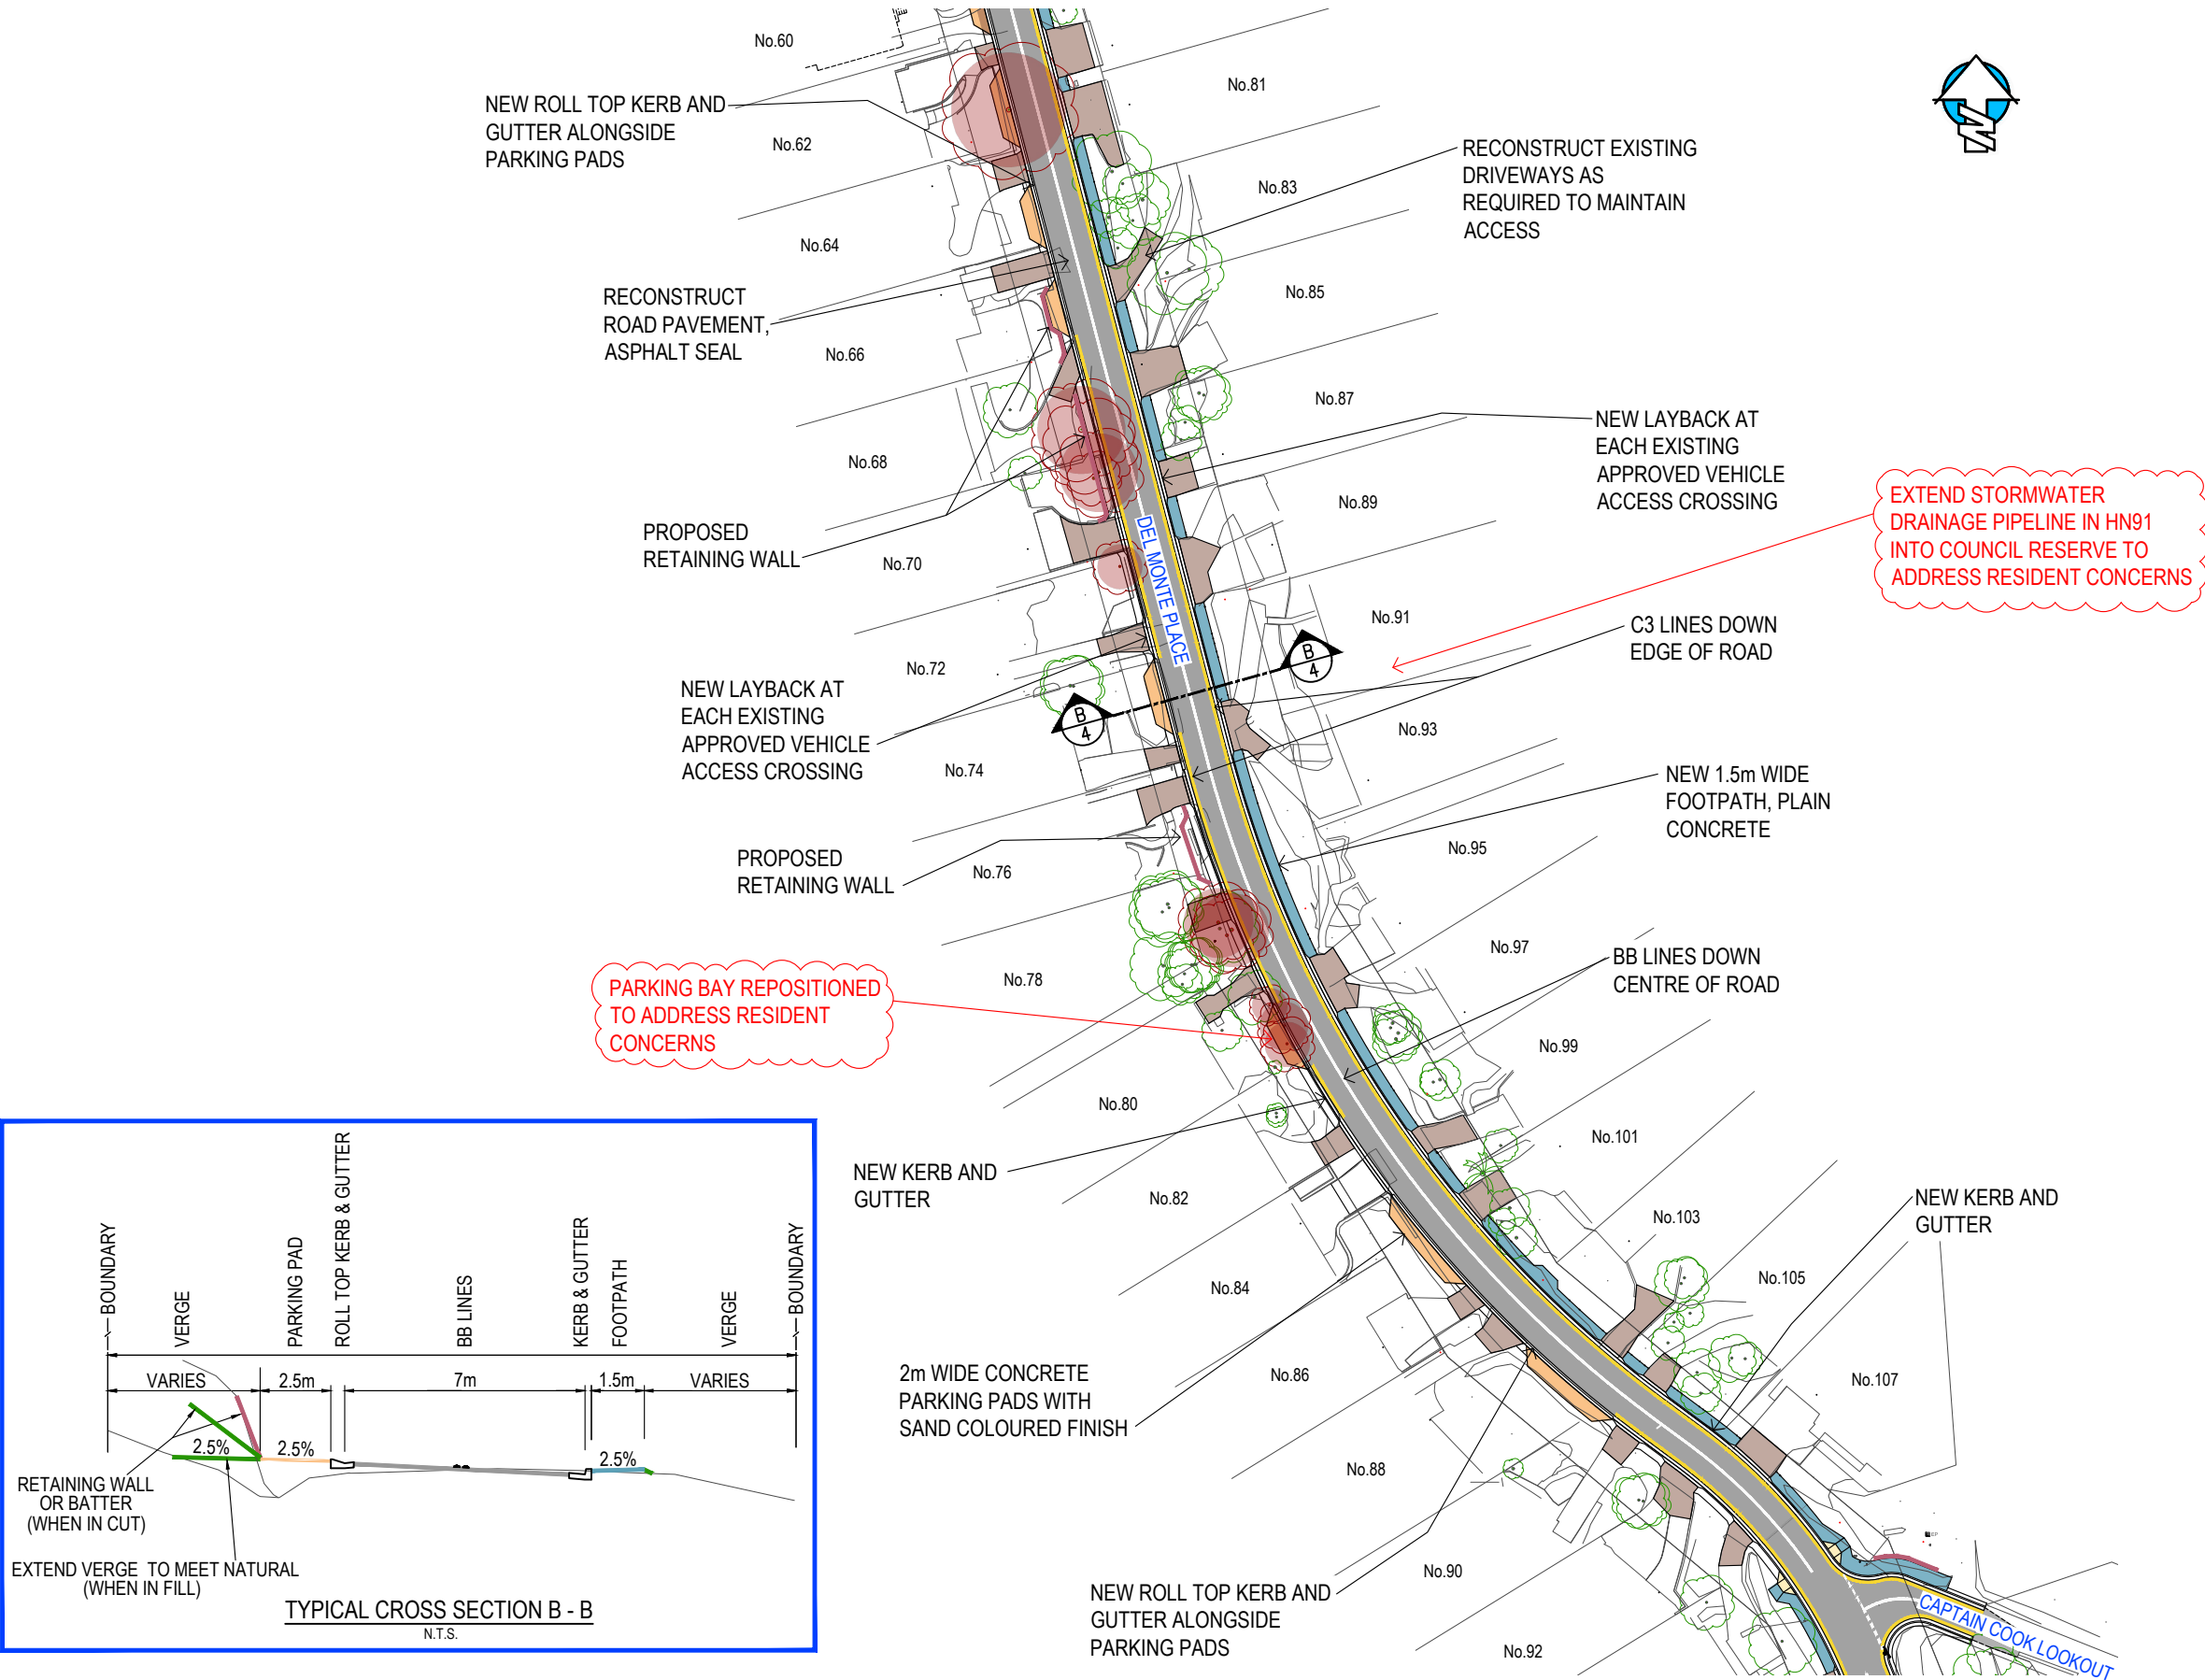 No.60
NEW ROLL TOP KERB AND
GUTTER ALONGSIDE
PARKING PADS
No.81
No.62
N
RECONSTRUCT EXISTING
DRIVEWAYS AS
REQUIRED TO MAINTAIN
ACCESS
No.83
No.64
RECONSTRUCT
ROAD PAVEMENT,
ASPHALT SEAL
No.85
No.66
No.87
NEW LAYBACK AT
EACH EXISTING
APPROVED VEHICLE
ACCESS CROSSING
No.68
No.89
EXTEND STORMWATER
DRAINAGE PIPELINE IN HN91
INTO COUNCIL RESERVE TO
ADDRESS RESIDENT CONCERNS
PROPOSED
RETAINING WALL
No.70
DEL MONTE PLACE
No.91
C3 LINES DOWN
EDGE OF ROAD
B
4
No.72
NEW LAYBACK AT
EACH EXISTING
APPROVED VEHICLE
ACCESS CROSSING
B
4
No.93
No.74
NEW 1.5m WIDE
FOOTPATH, PLAIN
CONCRETE
PROPOSED
RETAINING WALL
No.76
No.95
No.97
BB LINES DOWN
CENTRE OF ROAD
No.78
PARKING BAY REPOSITIONED
TO ADDRESS RESIDENT
CONCERNS
No.99
No.80
No.101
NEW KERB AND
GUTTER
No.82
No.103
NEW KERB AND
GUTTER
No.84
No.105
2m WIDE CONCRETE
PARKING PADS WITH
SAND COLOURED FINISH
No.86
No.107
No.88
No.90
NEW ROLL TOP KERB AND
GUTTER ALONGSIDE
PARKING PADS
No.92
CAPTAIN COOK LOOKOUT
BOUNDARY
VERGE
PARKING PAD
ROLL TOP KERB & GUTTER
BB LINES
KERB & GUTTER
FOOTPATH
VERGE
BOUNDARY
VARIES
2.5m
7m
1.5m
VARIES
2.5%
2.5%
2.5%
RETAINING WALL
OR BATTER
(WHEN IN CUT)
EXTEND VERGE TO MEET NATURAL
(WHEN IN FILL)
TYPICAL CROSS SECTION B - B
N.T.S.